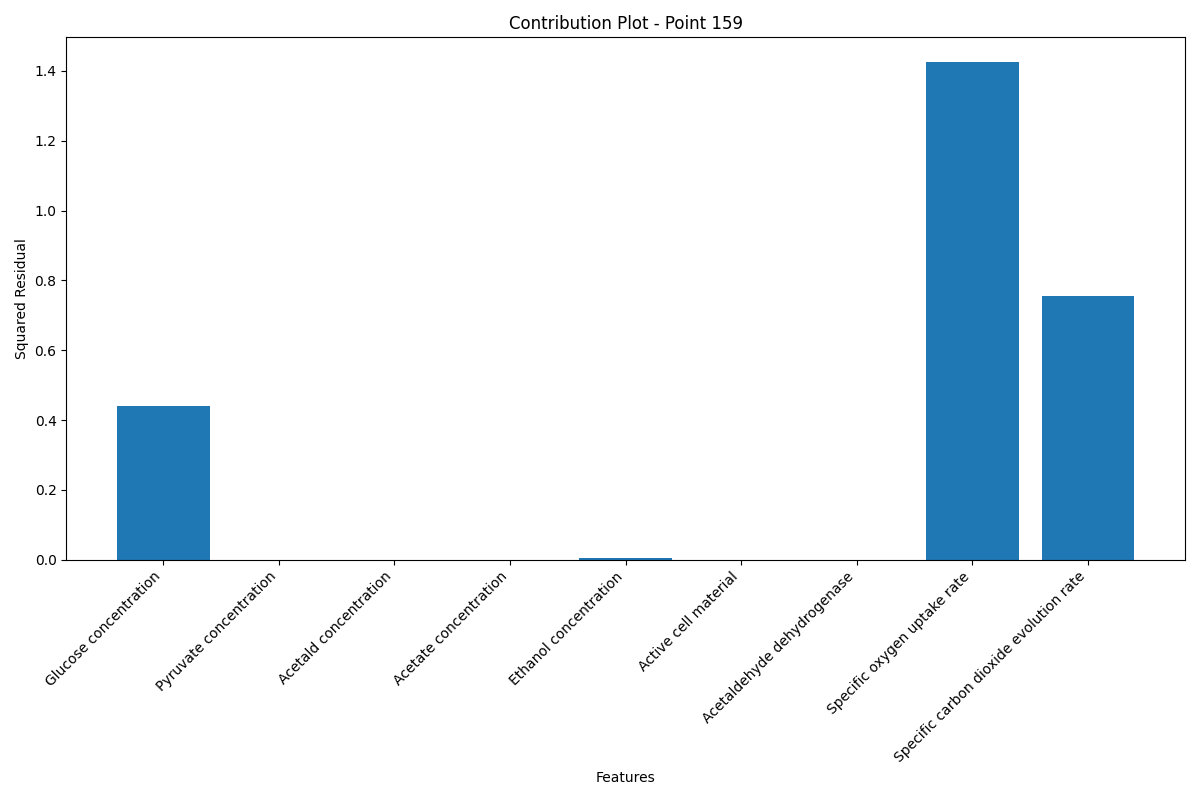 Contribution Plot - Point 159
Squared Residual
1.4
1.2
1.0
0.8
0.6
0.4
0.2
0.0
Glucose concentration
Pyruvate concentration
Acetald concentration
Acetate concentration
Ethanol concentration
Active cell material
Acetaldehyde dehydrogenase
Specific oxygen uptake rate
Specific carbon dioxide evolution rate
Features